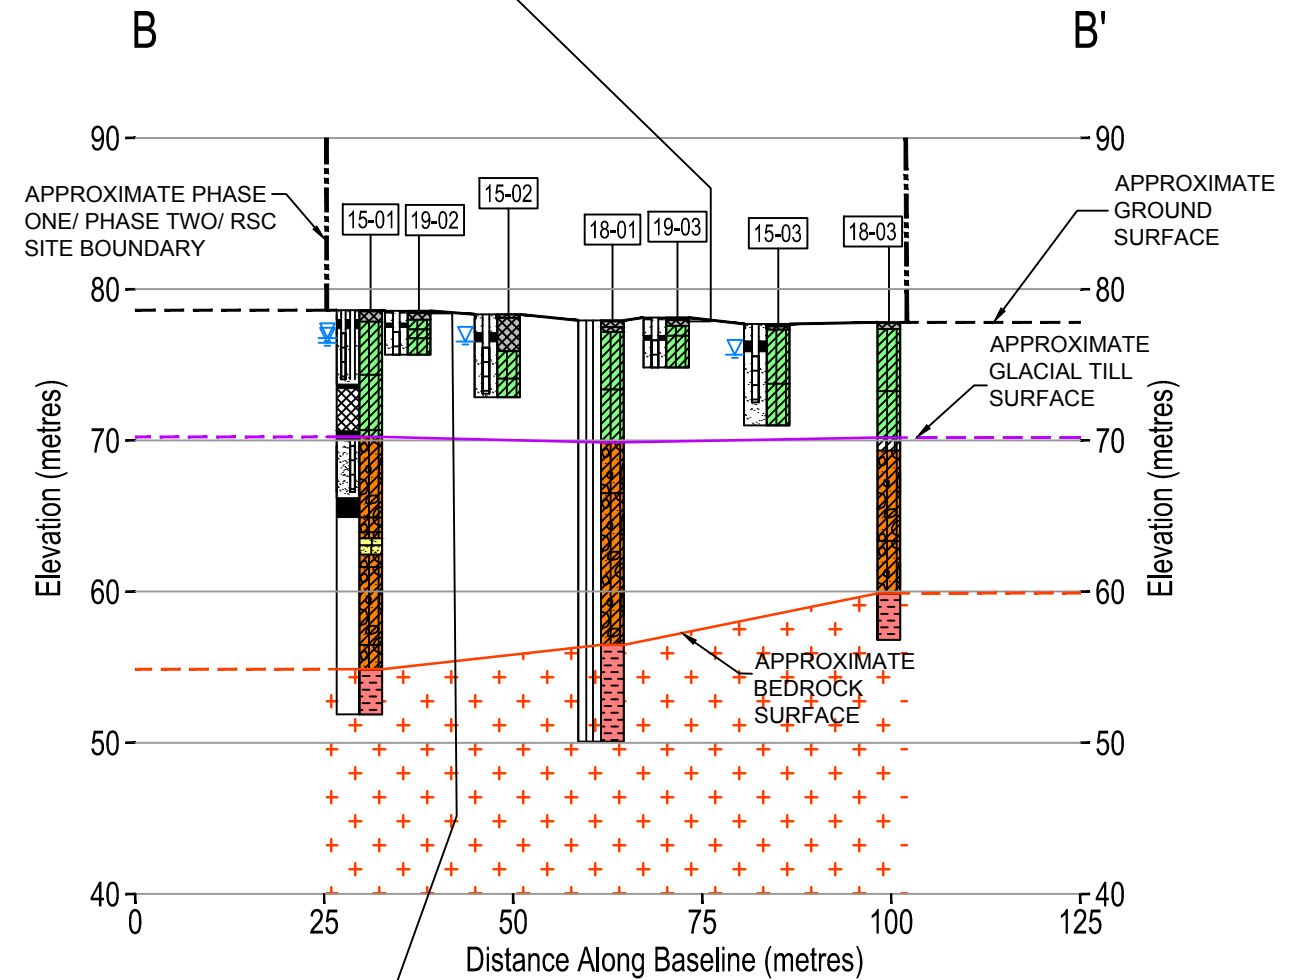 B
B'
90
90
APPROXIMATE PHASE
ONE/ PHASE TWO/ RSC
SITE BOUNDARY
15-01
19-02
15-02
18-01
19-03
15-03
18-03
APPROXIMATE
GROUND
SURFACE
80
80
APPROXIMATE
GLACIAL TILL
SURFACE
70
70
Elevation (metres)
Elevation (metres)
60
60
APPROXIMATE
BEDROCK
SURFACE
50
50
40
40
0
25
50
75
100
125
Distance Along Baseline (metres)